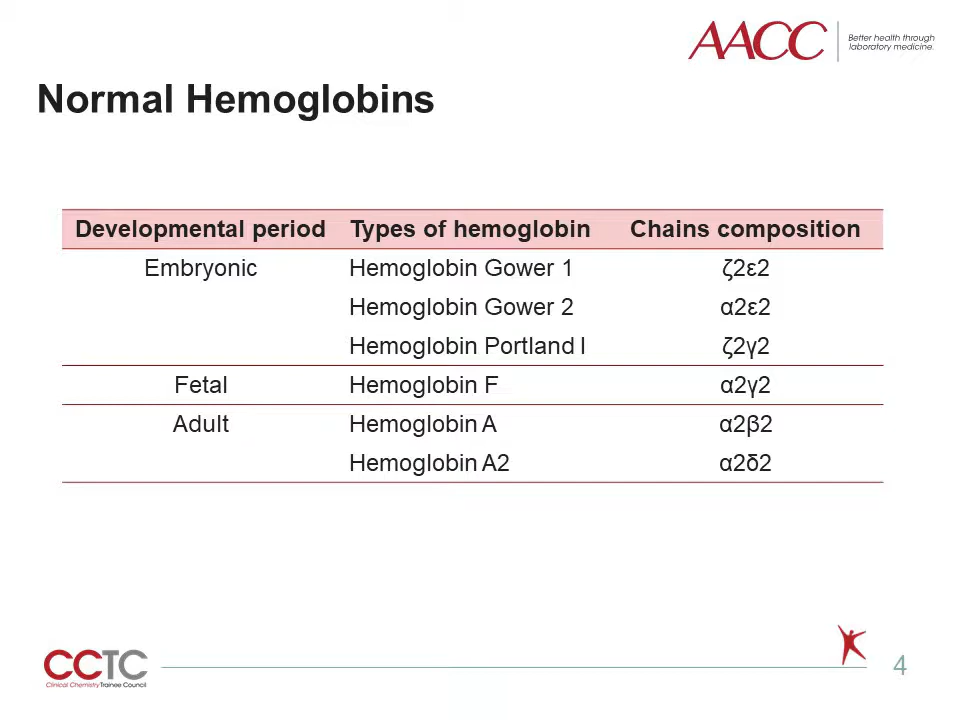 AACC
Better health through
laboratory medicine.
Normal Hemoglobins
Developmental period Types of hemoglobin Chains composition
Embryonic Hemoglobin Gower 1 ζ2ε2
Hemoglobin Gower 2 α2ε2
Hemoglobin Portland I ζ2γ2
Fetal Hemoglobin F α2γ2
Adult Hemoglobin A α2β2
Hemoglobin A2 α2δ2
CCTC
Clinical Chemistry Trainee Council
4